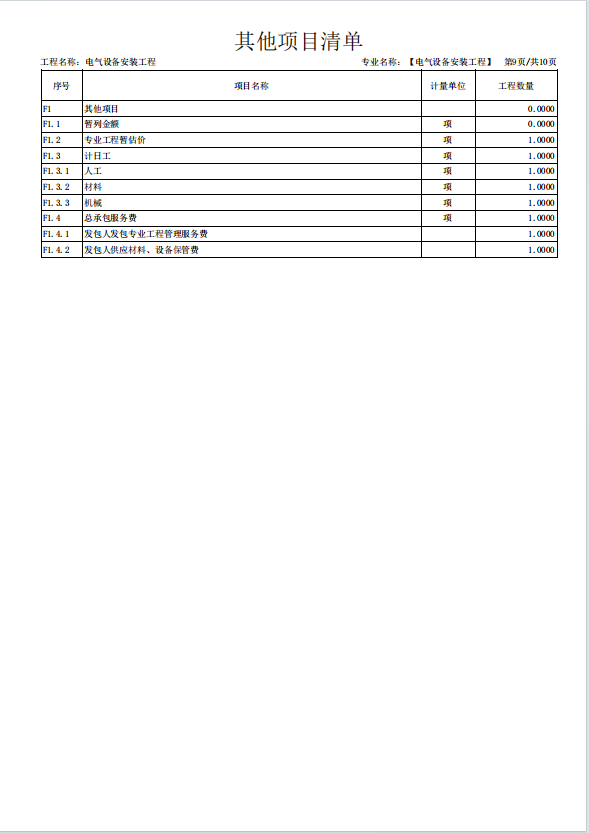 其他项目清单
工程名称：电气设备安装工程 专业名称：【电气设备安装工程】 第9页/共10页
序号 项目名称 计量单位 工程数量
F1 其他项目 0.0000
F1.1 暂列金额 项 0.0000
F1.2 专业工程暂估价 项 1.0000
F1.3 计日工 项 1.0000
F1.3.1 人工 项 1.0000
F1.3.2 材料 项 1.0000
F1.3.3 机械 项 1.0000
F1.4 总承包服务费 项 1.0000
F1.4.1 发包人发包专业工程管理服务费 1.0000
F1.4.2 发包人供应材料、设备保管费 1.0000